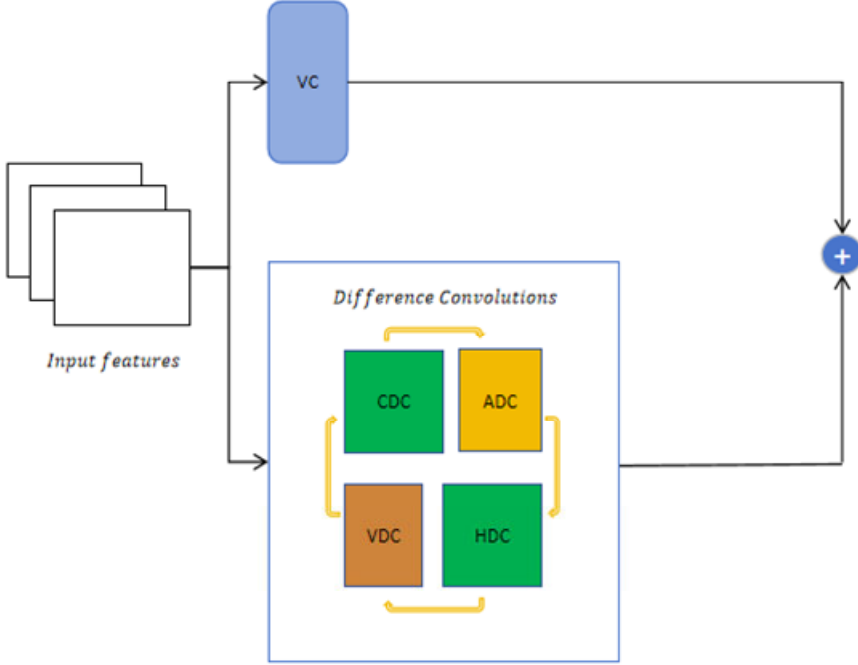 VC
Input features
Difference Convolutions
CDC ADC
VDC HDC
+